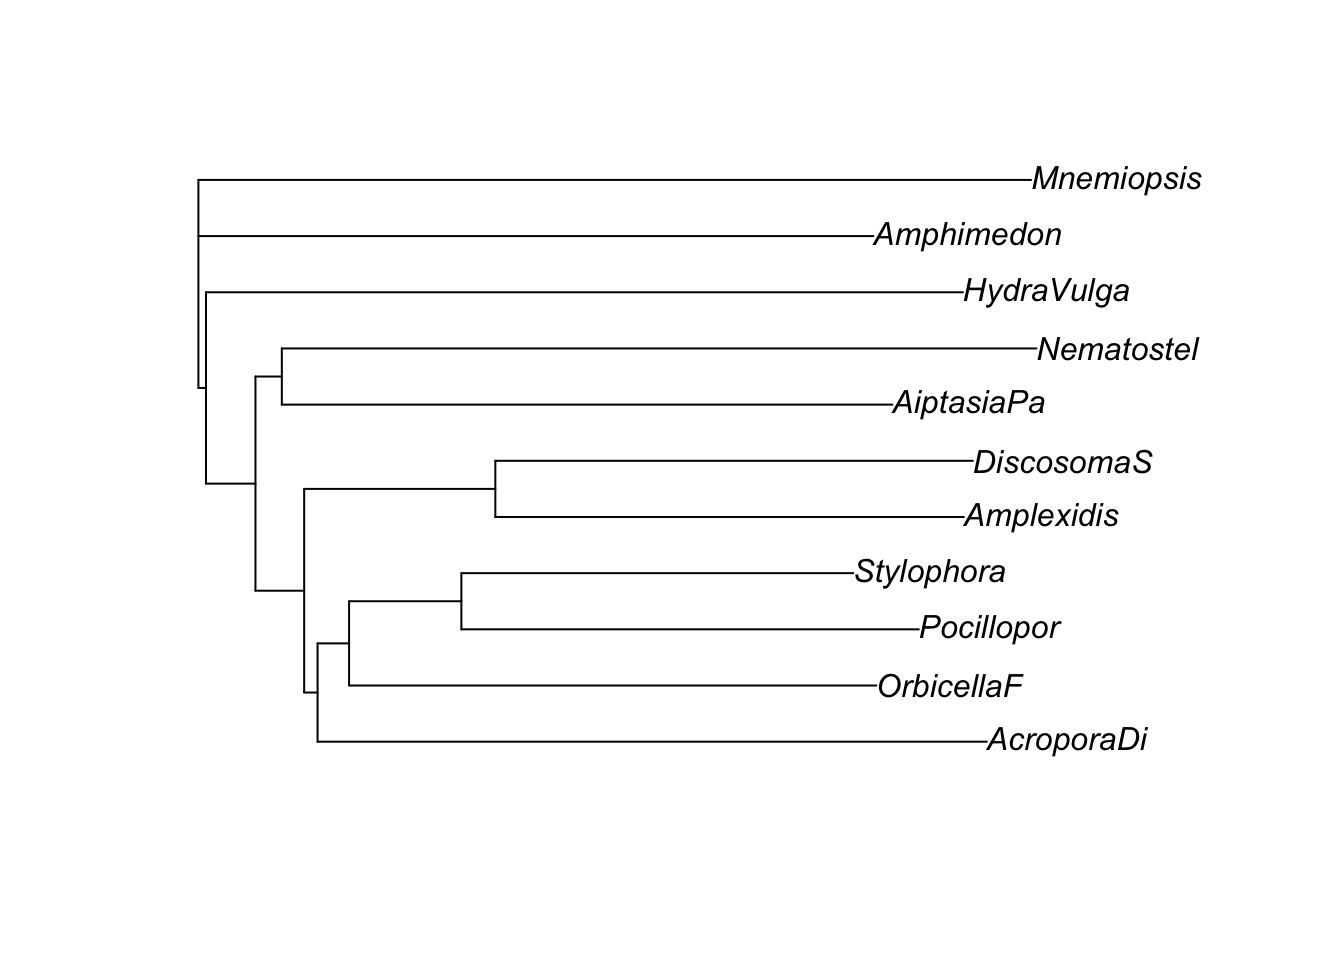 Mnemiopsis
Amphimedon
HydraVulga
Nematostel
AiptasiaPa
DiscosomaS
Amplexidis
Stylophora
Pocillopor
OrbicellaF
AcroporaDi